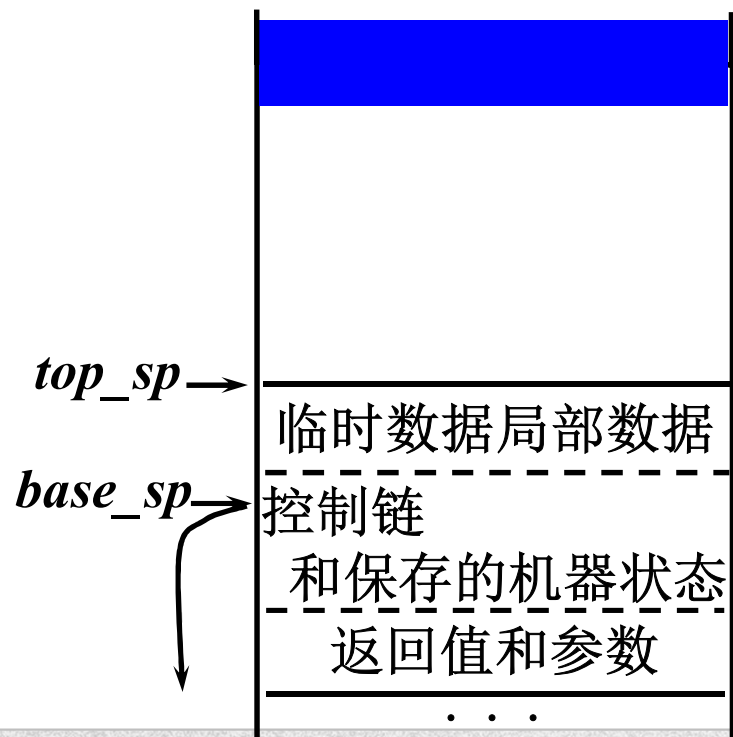 top_sp
临时数据局部数据
base_sp
控制链
和保存的机器状态
返回值和参数
. . .